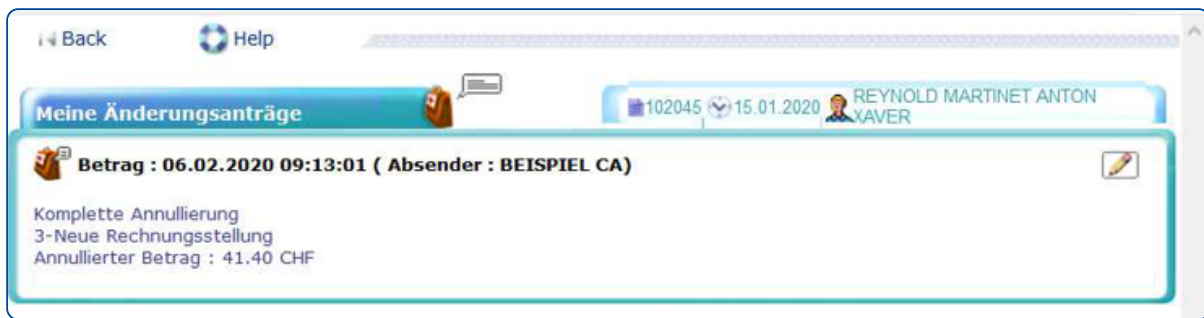 Back Help
Meine Änderungsanträge
102045 15.01.2020 REYNOLD MARTINET ANTON
XAVER
Betrag : 06.02.2020 09:13:01 ( Absender : BEISPIEL CA)
Komplette Annullierung
3-Neue Rechnungsstellung
Annullierter Betrag : 41.40 CHF